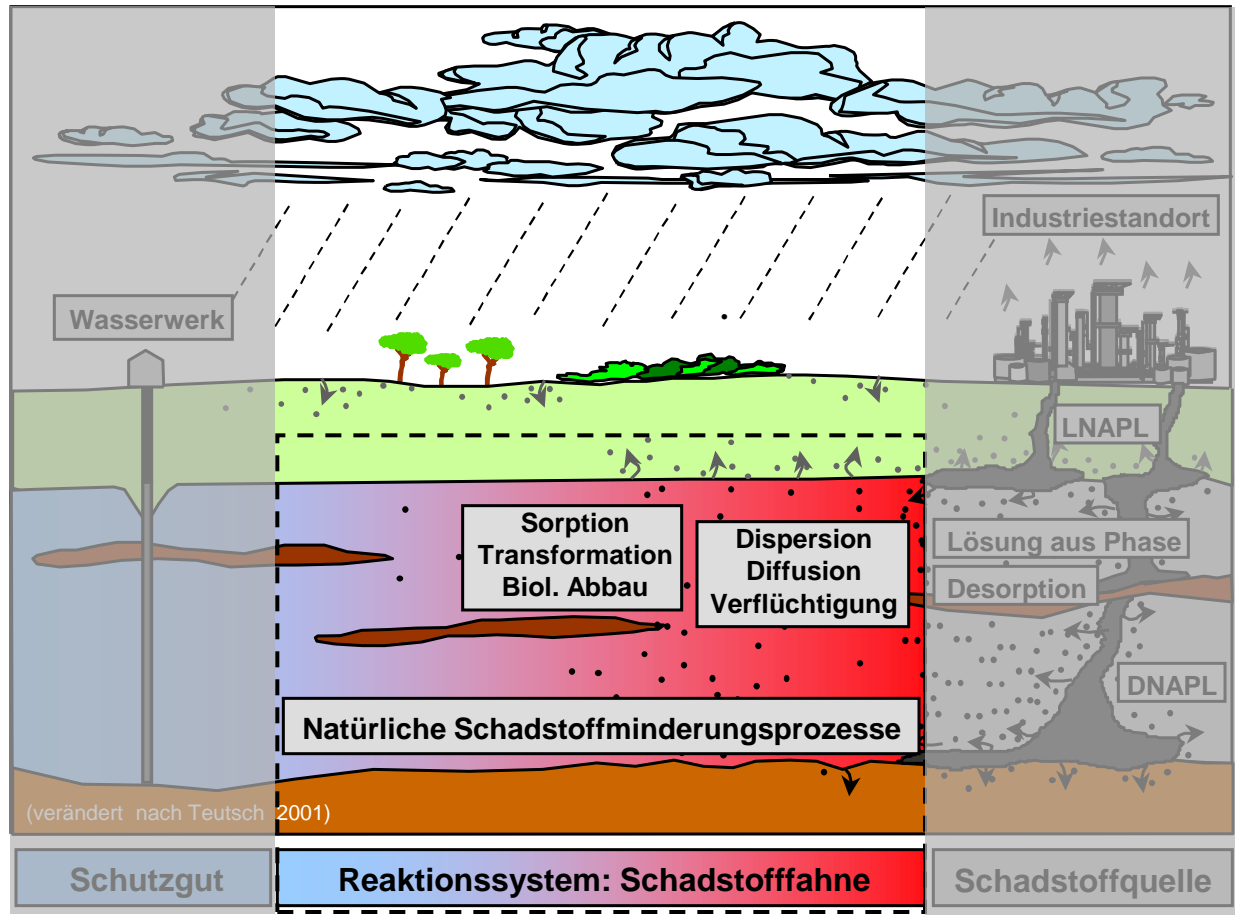 Industriestandort
Wasserwerk
LNAPL
Sorption
Transformation
Biol. Abbau
Dispersion
Diffusion
Verflüchtigung
Lösung aus Phase
Desorption
DNAPL
Natürliche Schadstoffminderungsprozesse
(verändert nach Teutsch 2001)
Schutzgut
Reaktionssystem: Schadstofffahne
Schadstoffquelle